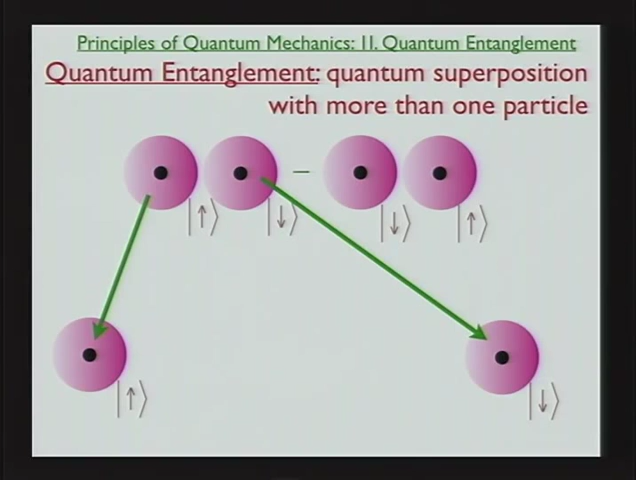 Principles of Quantum Mechanics: II. Quantum Entanglement
Quantum Entanglement: quantum superposition
with more than one particle
−
|↑⟩ |↓⟩ |↓⟩ |↑⟩
|↑⟩ |↓⟩